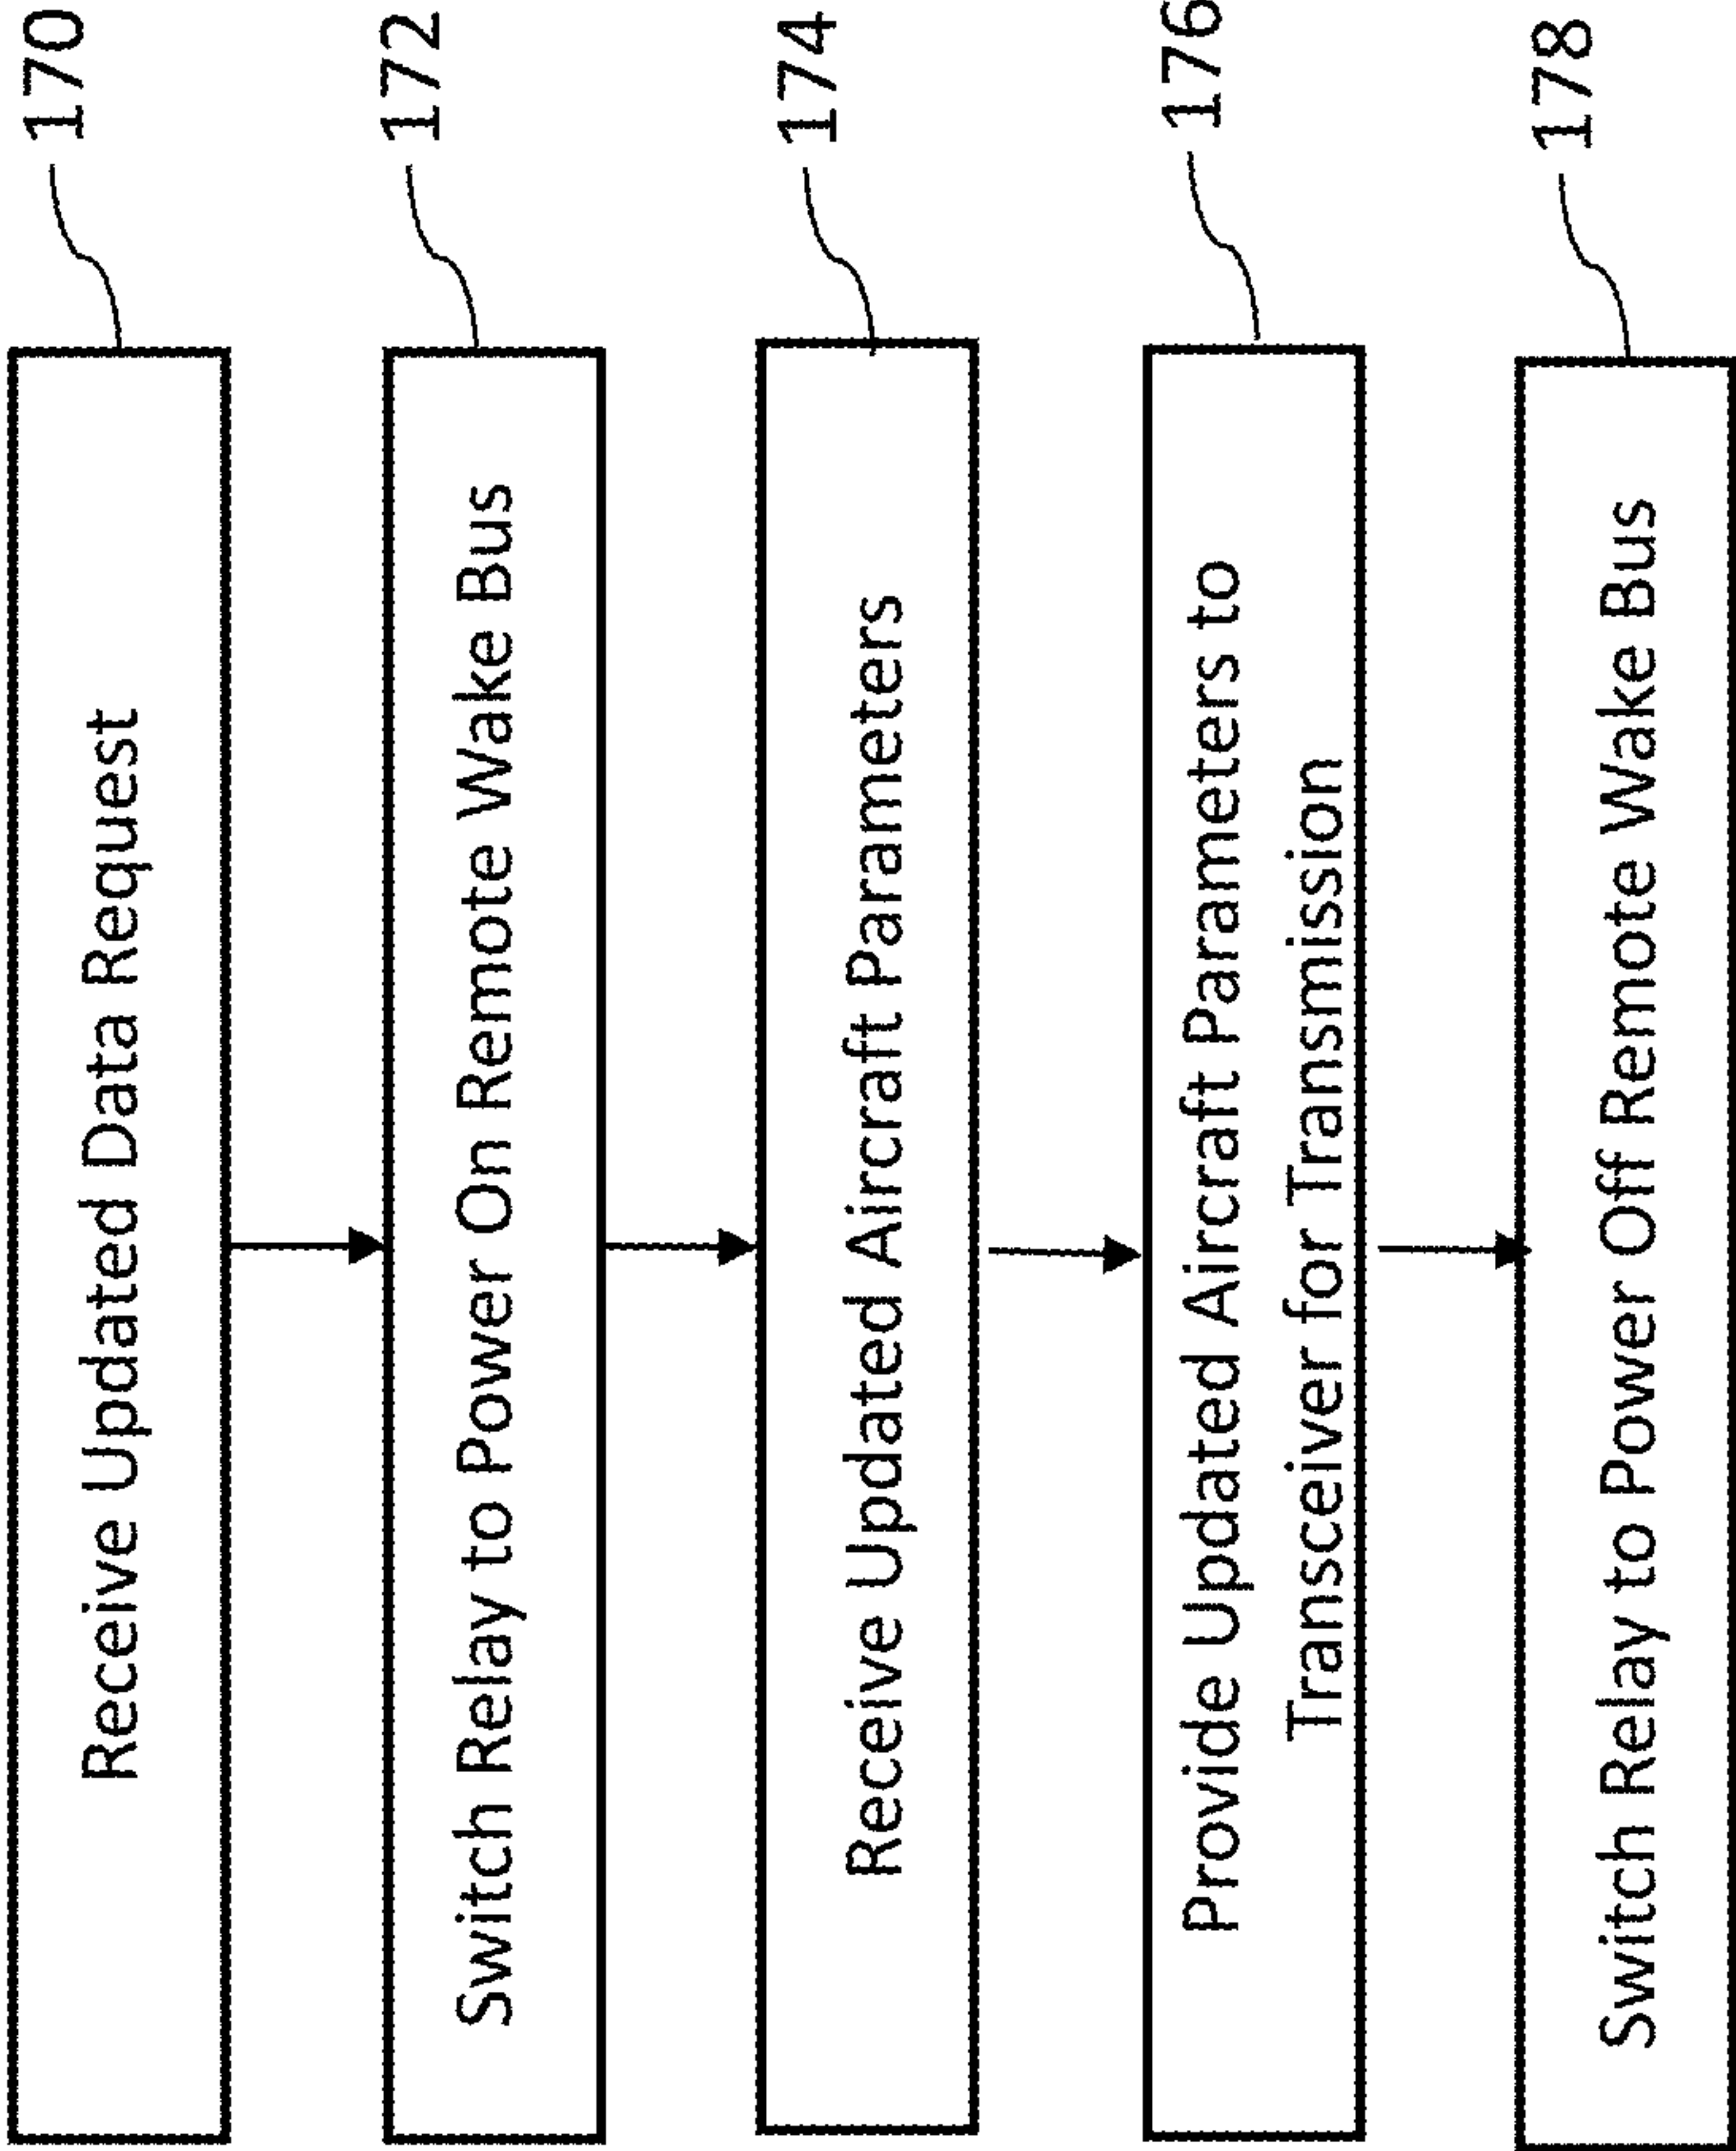 Receive Updated Data Request
170
Switch Relay to Power On Remote Wake Bus
172
Receive Updated Aircraft Parameters
174
Provide Updated Aircraft Parameters to
Transceiver for Transmission
176
Switch Relay to Power Off Remote Wake Bus
178